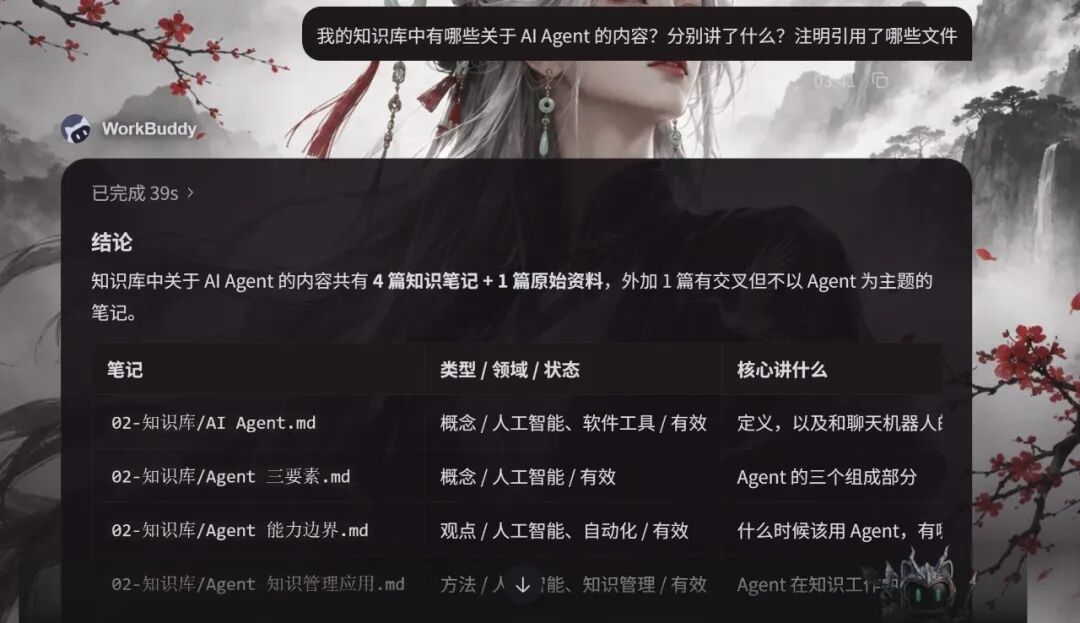 我的知识库中有哪些关于 AI Agent 的内容？分别讲了什么？注明引用了哪些文件
03:41
WorkBuddy
已完成 39s >
结论
知识库中关于 AI Agent 的内容共有 4 篇知识笔记 + 1 篇原始资料，外加 1 篇有交叉但不以 Agent 为主题的
笔记。
笔记 类型 / 领域 / 状态 核心讲什么
02-知识库/AI Agent.md 概念 / 人工智能、软件工具 / 有效 定义，以及和聊天机器人
02-知识库/Agent 三要素.md 概念 / 人工智能 / 有效 Agent 的三个组成部分
02-知识库/Agent 能力边界.md 观点 / 人工智能、自动化 / 有效 什么时候该用 Agent，有
02-知识库/Agent 知识管理应用.md 方法 / 人 智能、知识管理 / 有效 Agent 在知识工作